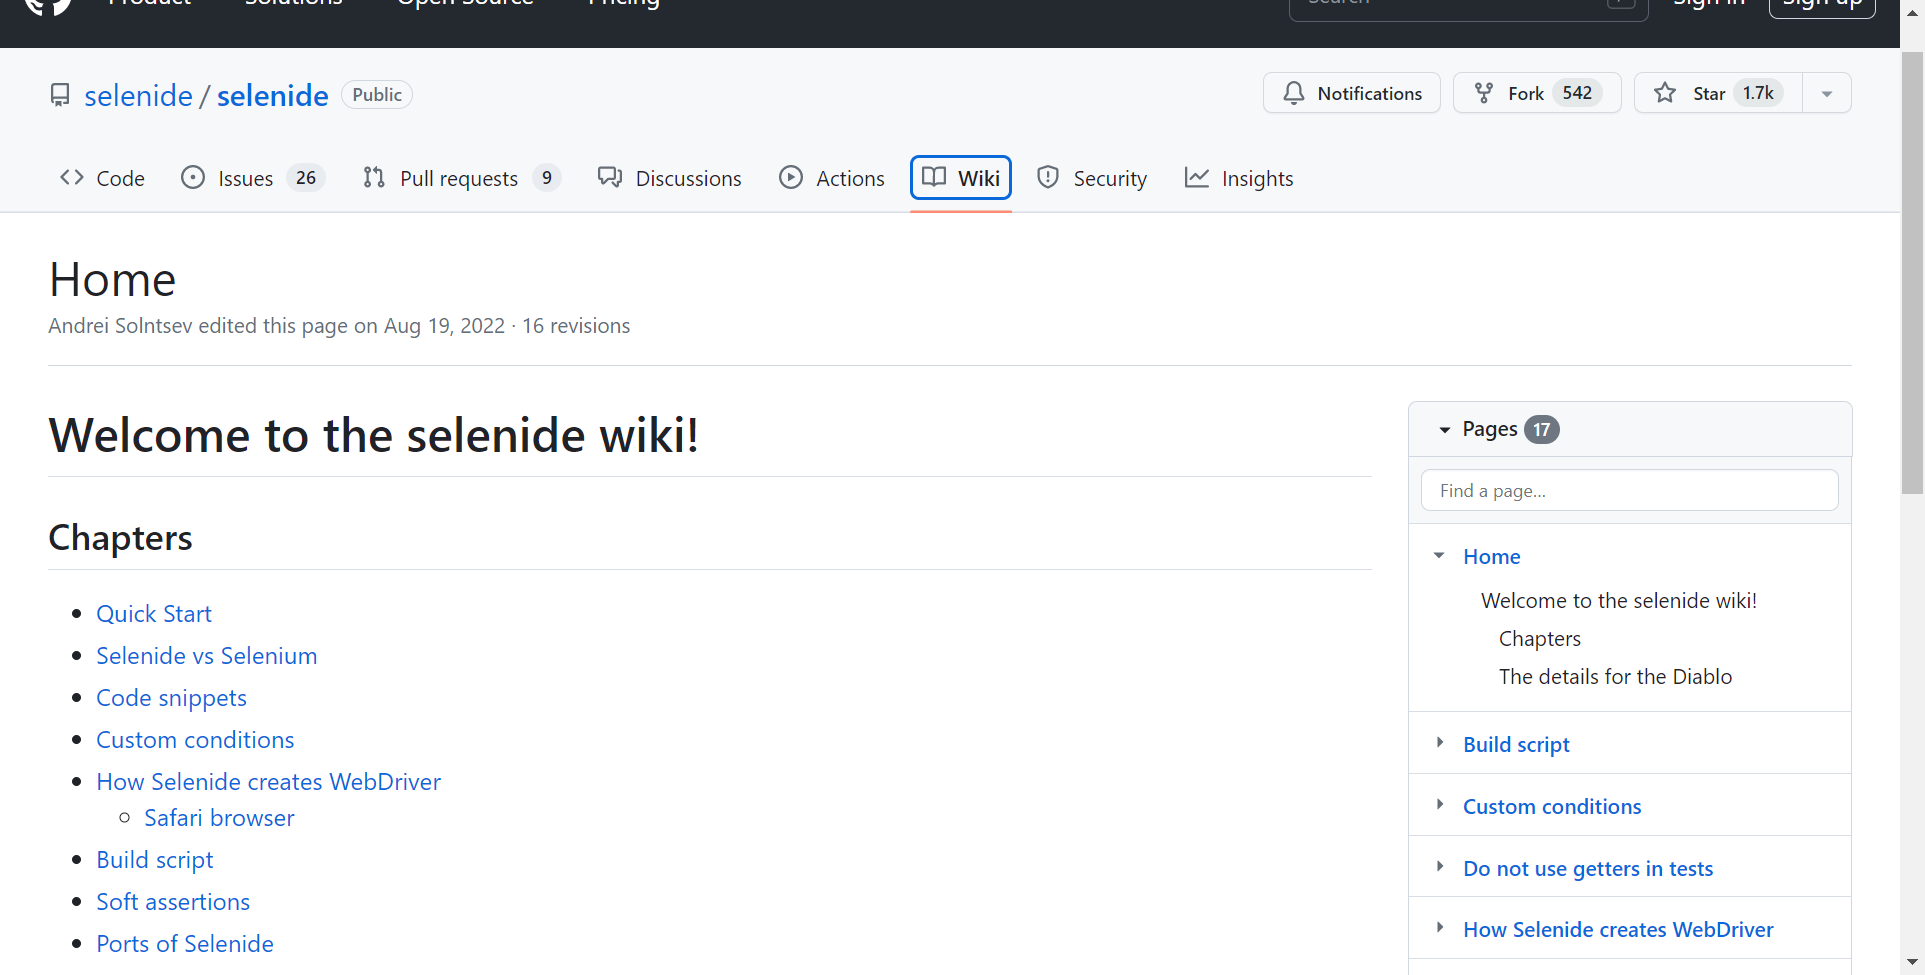 Product Solutions Open Source Pricing Search / Sign in Sign up
selenide / selenide Public Notifications Fork 542 Star 1.7k
Code Issues 26 Pull requests 9 Discussions Actions Wiki Security Insights
Home
Andrei Solntsev edited this page on Aug 19, 2022 · 16 revisions
Welcome to the selenide wiki!
Chapters
• Quick Start
• Selenide vs Selenium
• Code snippets
• Custom conditions
• How Selenide creates WebDriver
○ Safari browser
• Build script
• Soft assertions
• Ports of Selenide
Pages 17
Find a page...
Home
Welcome to the selenide wiki!
Chapters
The details for the Diablo
Build script
Custom conditions
Do not use getters in tests
How Selenide creates WebDriver